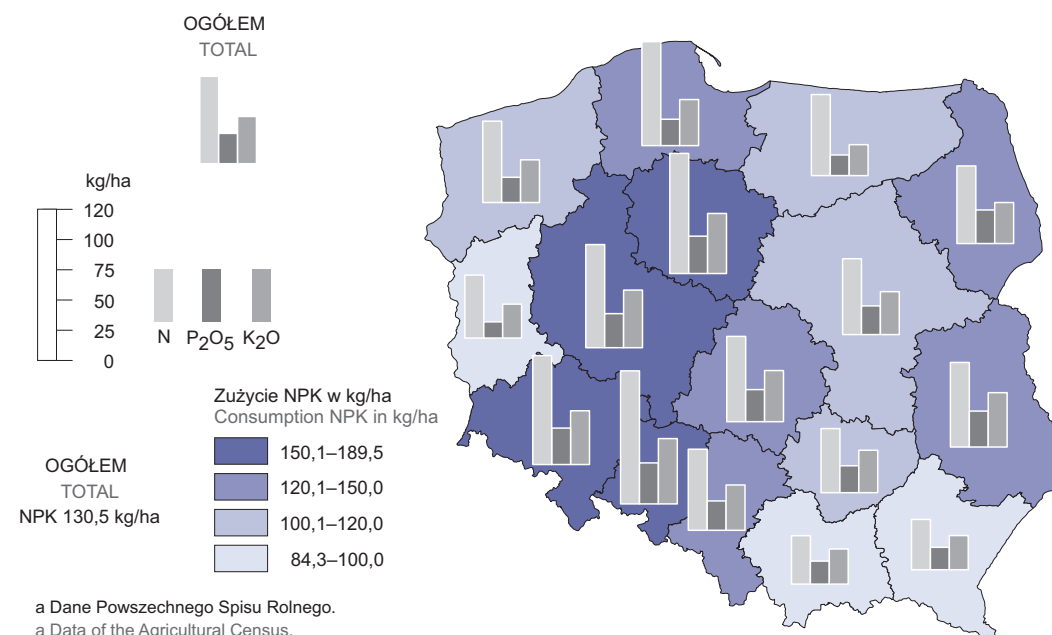 OGÓŁEM
TOTAL
kg/ha
120
100
75
50
25
0
N P₂O₅ K₂O
Zużycie NPK w kg/ha
Consumption NPK in kg/ha
150,1–189,5
120,1–150,0
100,1–120,0
84,3–100,0
OGÓŁEM
TOTAL
NPK 130,5 kg/ha
a Dane Powszechnego Spisu Rolnego.
a Data of the Agricultural Census.